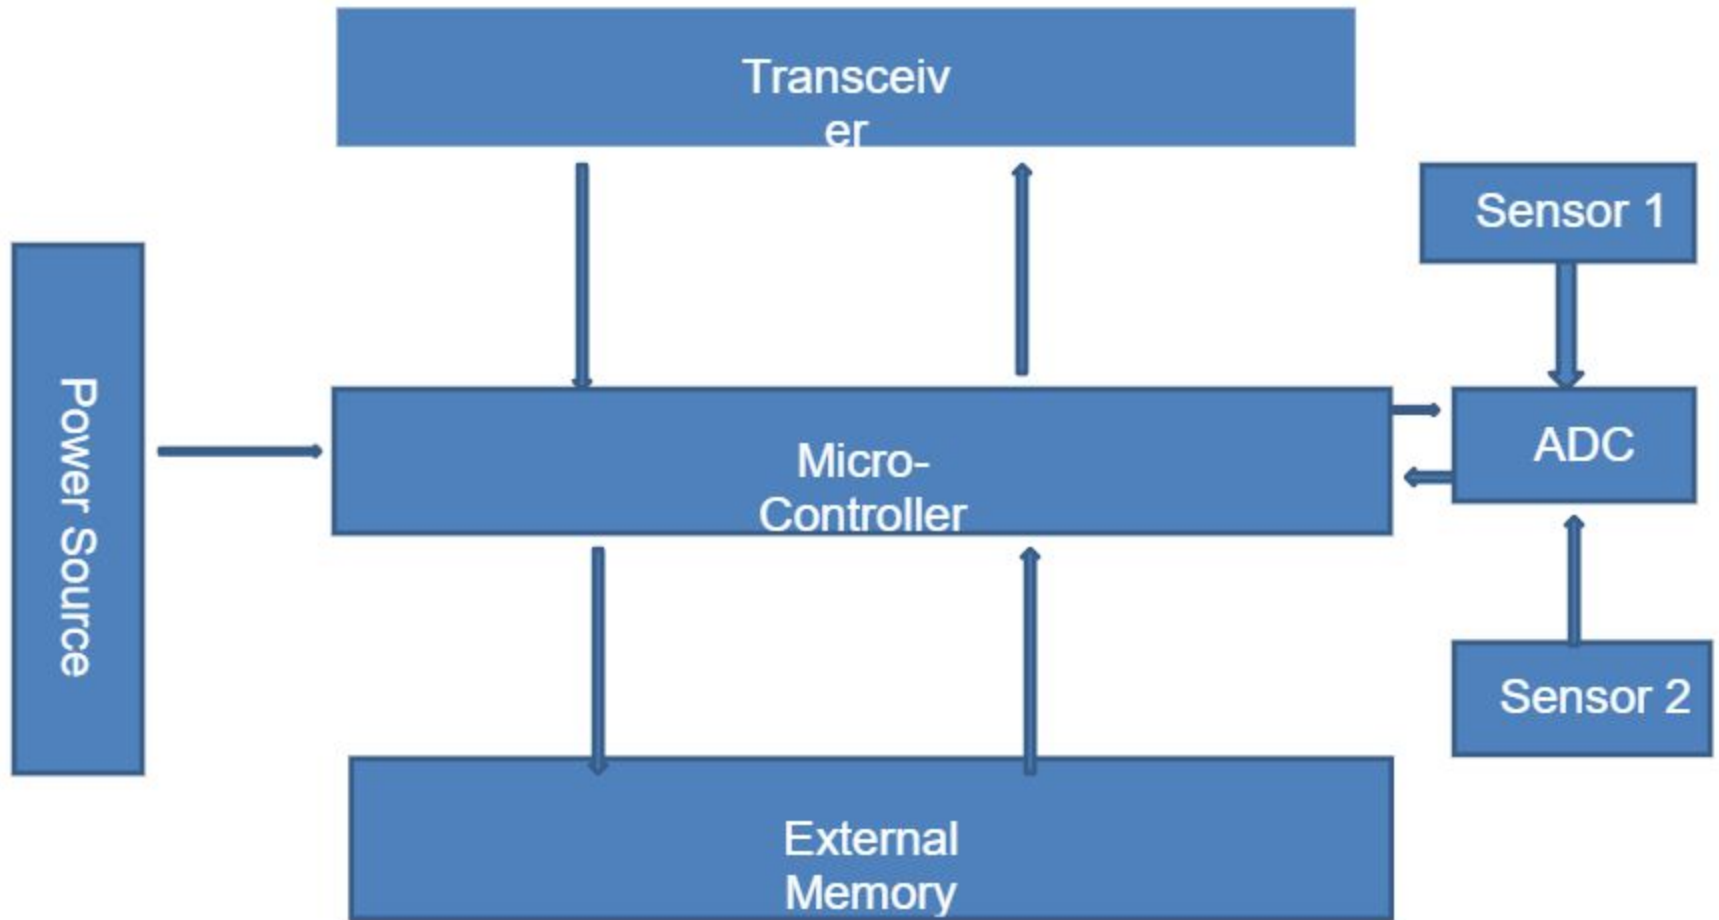 Transceiv
er
Sensor 1
Power Source
Micro-
Controller
ADC
Sensor 2
External
Memory